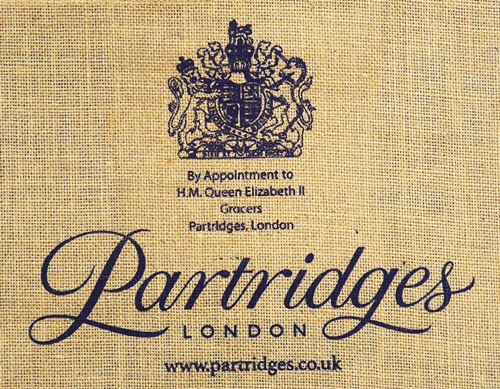 By Appointment to
H.M. Queen Elizabeth II
Grocers
Partridges, London
Partridges
LONDON
www.partridges.co.uk